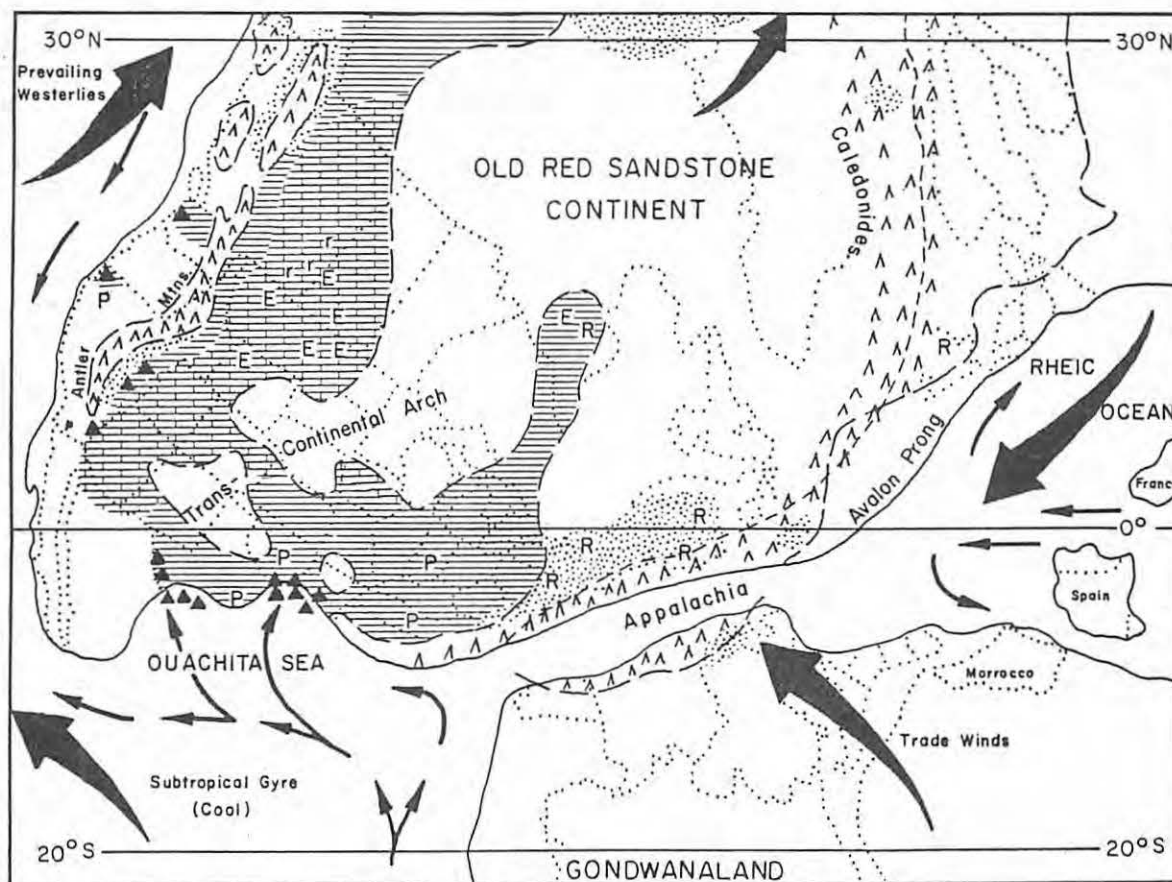 30°N
30°N
Prevailing
Westerlies
OLD RED SANDSTONE
CONTINENT
Caledonides
r
r r
P
E E
Mtns.
E
E R
E E E
R
Antler
RHEIC
OCEAN
Continental Arch
Avalon Prong
P
Franc
Trans-
R
0°
P P
R R
P
R
P
Spain
Appalachia
OUACHITA SEA
Morrocco
Trade Winds
Subtropical Gyre
(Cool)
20°S
20°S
GONDWANALAND